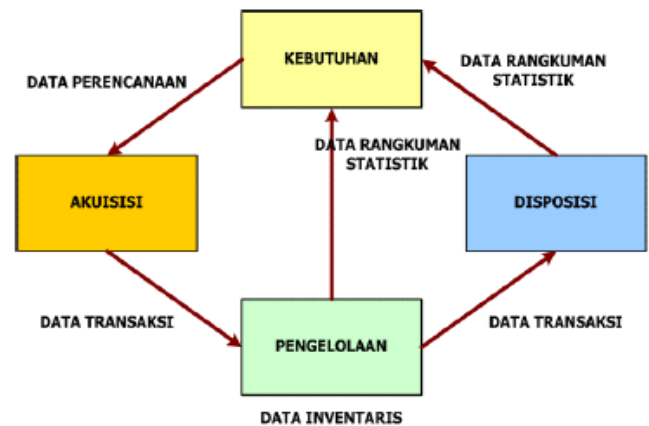 KEBUTUHAN
DATA RANGKUMAN
STATISTIK
DATA PERENCANAAN
DATA RANGKUMAN
STATISTIK
AKUISISI
DISPOSISI
DATA TRANSAKSI
DATA TRANSAKSI
PENGELOLAAN
DATA INVENTARIS